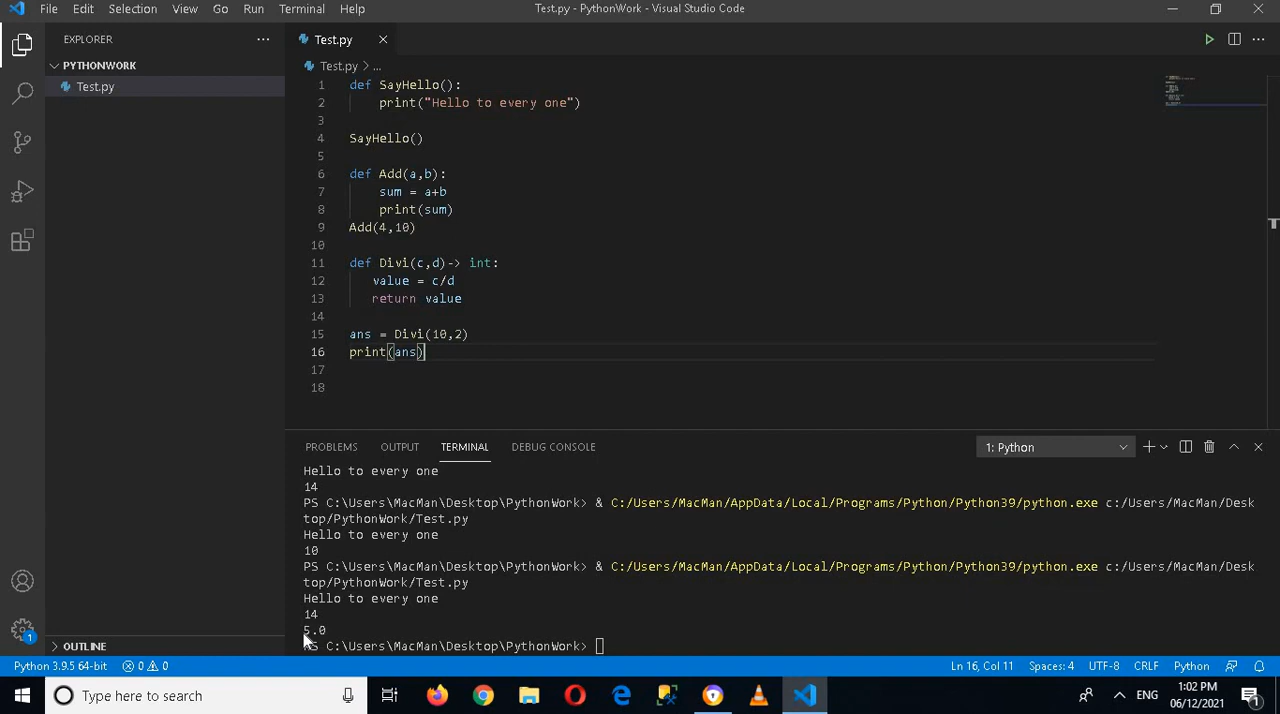 File Edit Selection View Go Run Terminal Help
Test.py - PythonWork - Visual Studio Code
EXPLORER
PYTHONWORK
Test.py
Test.py
Test.py > ...
1 def SayHello():
2 print("Hello to every one")
3
4 SayHello()
5
6 def Add(a,b):
7 sum = a+b
8 print(sum)
9 Add(4,10)
10
11 def Divi(c,d)-> int:
12 value = c/d
13 return value
14
15 ans = Divi(10,2)
16 print(ans)
17
18
PROBLEMS OUTPUT TERMINAL DEBUG CONSOLE
1: Python
Hello to every one
14
PS C:\Users\MacMan\Desktop\PythonWork> & C:/Users/MacMan/AppData/Local/Programs/Python/Python39/python.exe c:/Users/MacMan/Desk
top/PythonWork/Test.py
Hello to every one
10
PS C:\Users\MacMan\Desktop\PythonWork> & C:/Users/MacMan/AppData/Local/Programs/Python/Python39/python.exe c:/Users/MacMan/Desk
top/PythonWork/Test.py
Hello to every one
14
5.0
PS C:\Users\MacMan\Desktop\PythonWork>
OUTLINE
1
Python 3.9.5 64-bit 0 0
Ln 16, Col 11 Spaces: 4 UTF-8 CRLF Python
Type here to search
ENG
1:02 PM
06/12/2021
1